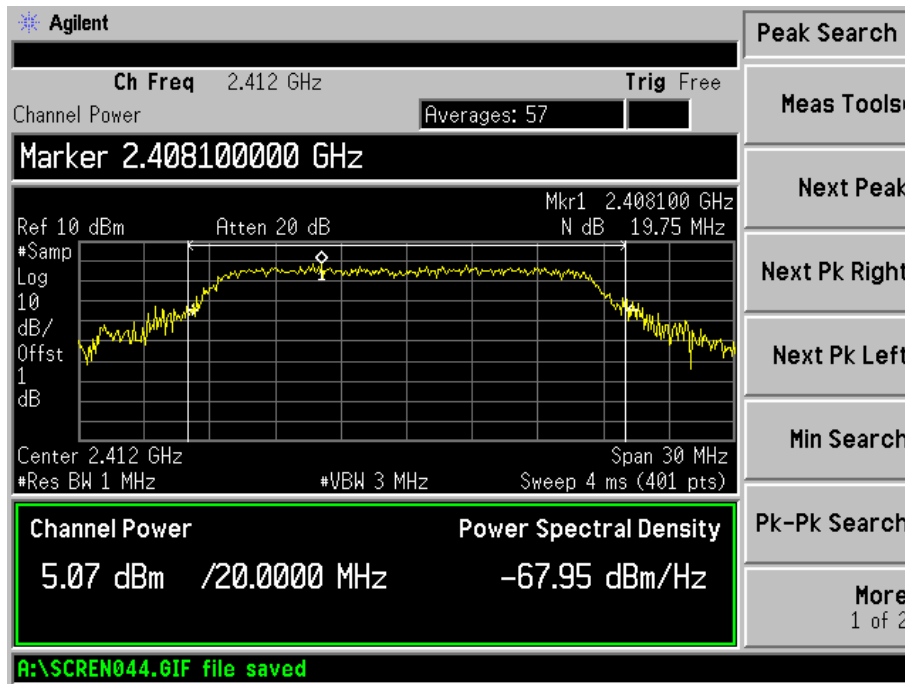 Agilent
Peak Search
Ch Freq 2.412 GHz Trig Free
Channel Power Averages: 57
Marker 2.408100000 GHz
Mkr1 2.408100 GHz
Ref 10 dBm Atten 20 dB N dB 19.75 MHz
#Samp
Log
10
dB/
Offst
1
dB
1
Center 2.412 GHz Span 30 MHz
#Res BW 1 MHz #VBW 3 MHz Sweep 4 ms (401 pts)
Channel Power Power Spectral Density
5.07 dBm /20.0000 MHz -67.95 dBm/Hz
A:\SCREN044.GIF file saved
Meas Tools
Next Peak
Next Pk Right
Next Pk Left
Min Search
Pk-Pk Search
More
1 of 2